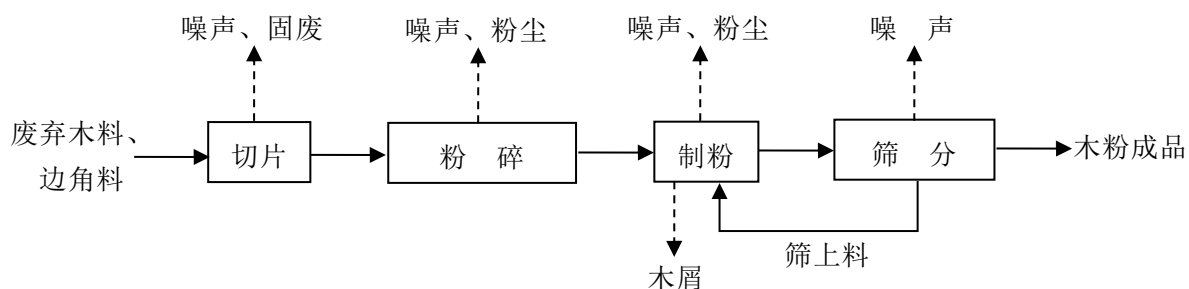 噪声、固废
噪声、粉尘
噪声、粉尘
噪 声
废弃木料、
边角料
切片
粉 碎
制粉
筛 分
木粉成品
筛上料
木屑